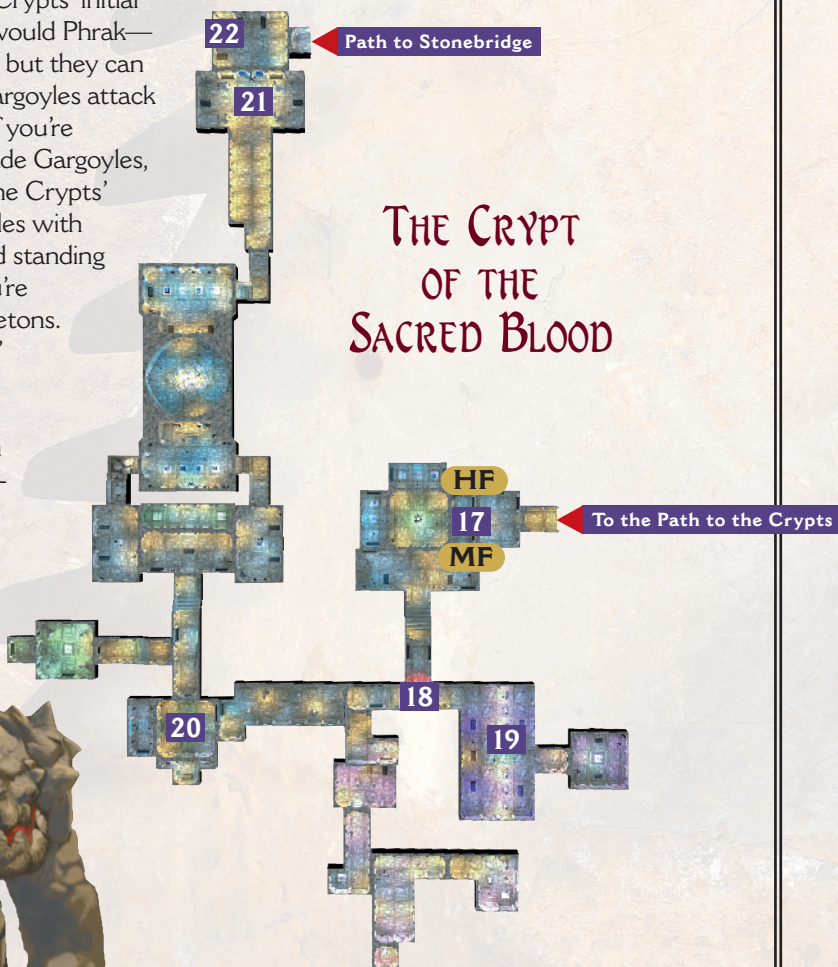 Crypts' initial
would Phrak—
but they can
argoyles attack
you're
de Gargoyles,
he Crypts'
les with
d standing
're
etons.
22
Path to Stonebridge
21
The Crypt
of the
Sacred Blood
HF
17
To the Path to the Crypts
MF
18
19
20